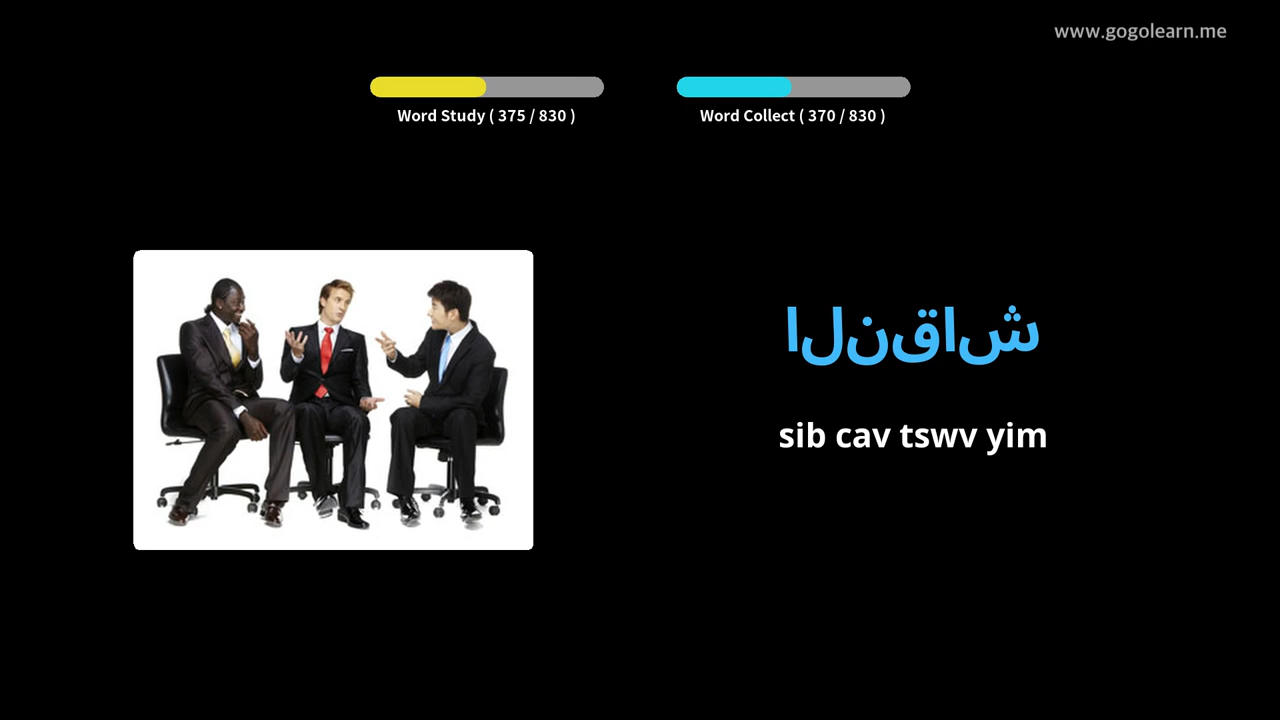 www.gogolearn.me
Word Study ( 375 / 830 )
Word Collect ( 370 / 830 )
النقاش
sib cav tswv yim